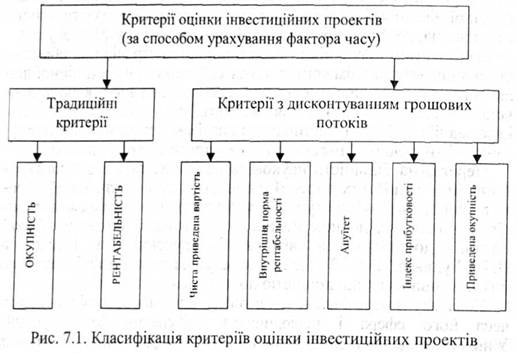 Критерії оцінки інвестиційних проектів
(за способом урахування фактора часу)
Традиційні
критерії
Критерії з дисконтуванням грошових
потоків
ОКУПНІСТЬ
РЕНТАБЕЛЬНІСТЬ
Чиста приведена вартість
Внутрішня норма
рентабельності
Ануїтет
Індекс прибутковості
Приведена окупність
Рис. 7.1. Класифікація критеріїв оцінки інвестиційних проектів